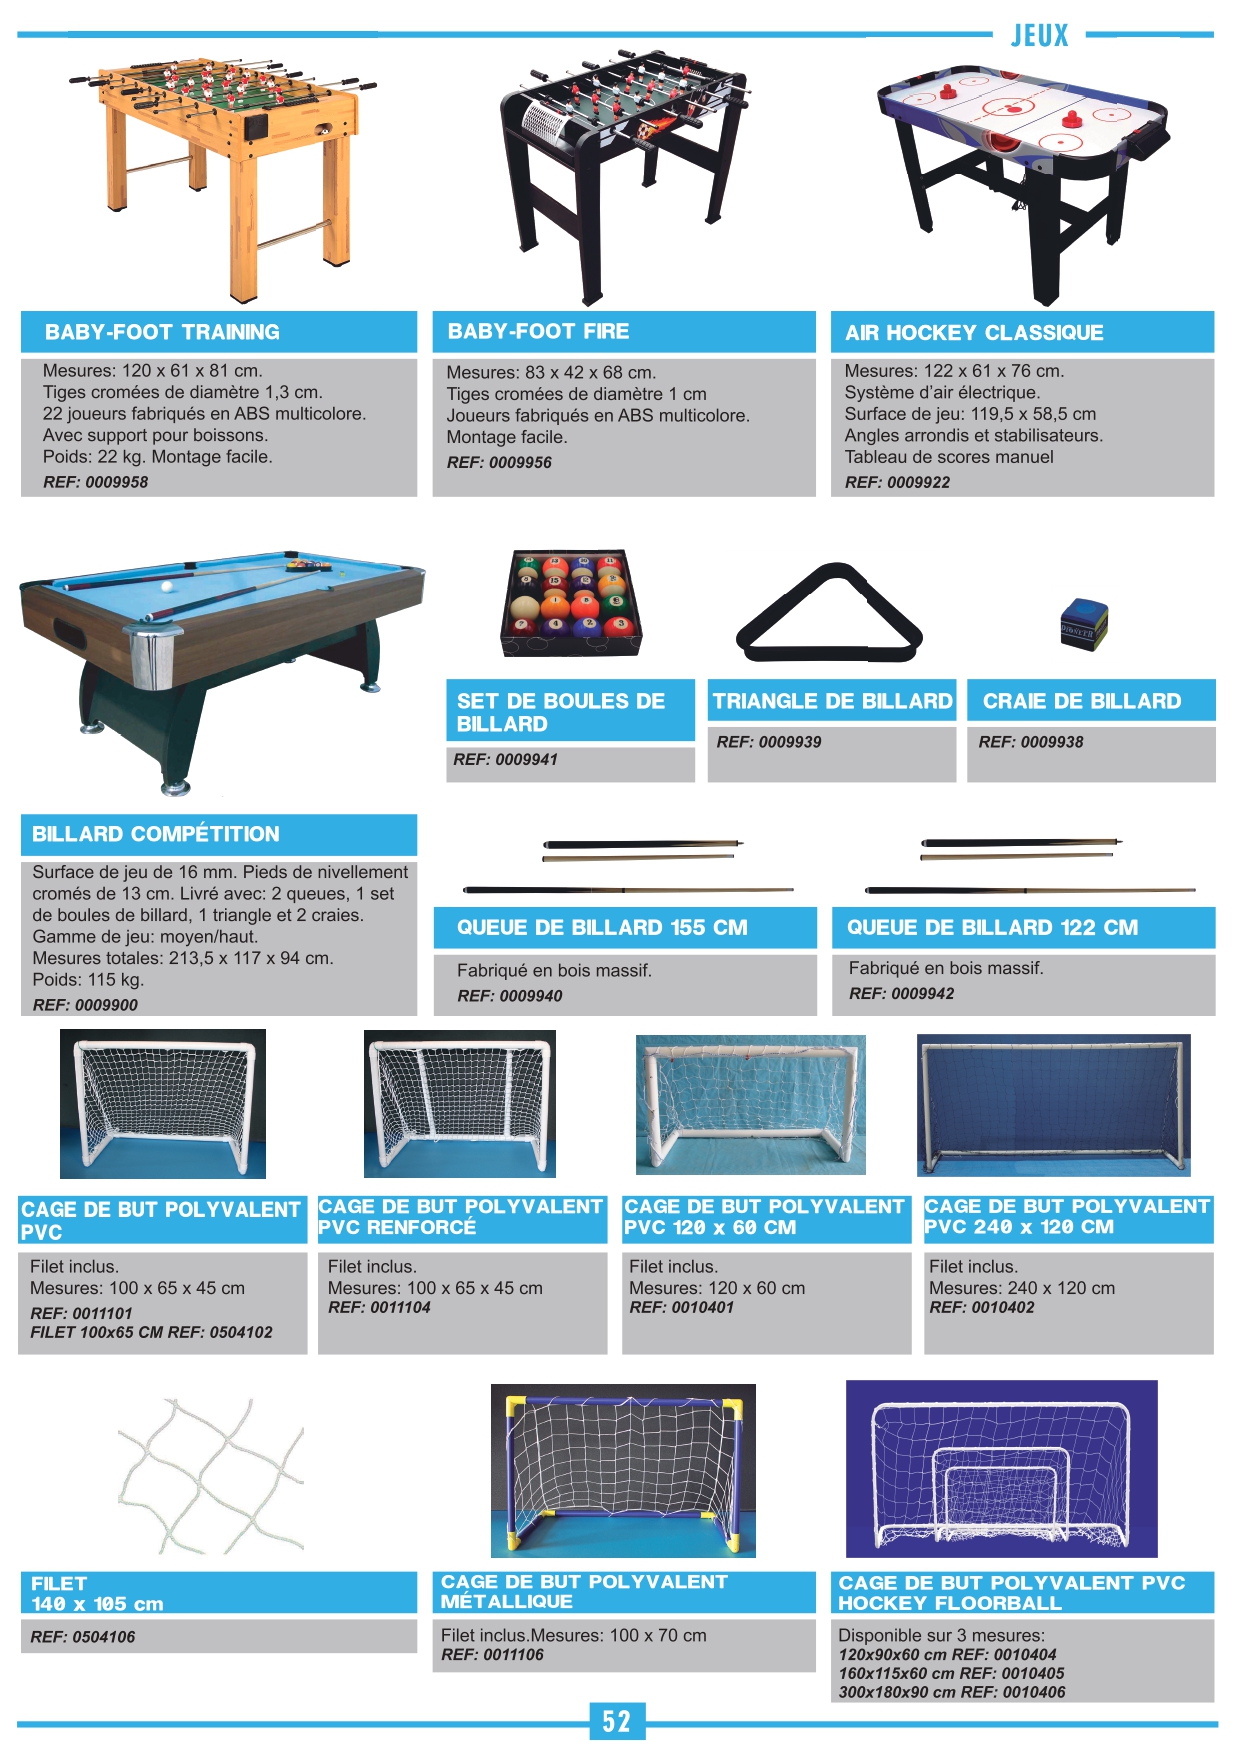 JEUX
BABY-FOOT TRAINING
Mesures: 120 x 61 x 81 cm.
Tiges cromées de diamètre 1,3 cm.
22 joueurs fabriqués en ABS multicolore.
Avec support pour boissons.
Poids: 22 kg. Montage facile.
REF: 0009958
BABY-FOOT FIRE
Mesures: 83 x 42 x 68 cm.
Tiges cromées de diamètre 1 cm
Joueurs fabriqués en ABS multicolore.
Montage facile.
REF: 0009956
AIR HOCKEY CLASSIQUE
Mesures: 122 x 61 x 76 cm.
Système d'air électrique.
Surface de jeu: 119,5 x 58,5 cm
Angles arrondis et stabilisateurs.
Tableau de scores manuel
REF: 0009922
SET DE BOULES DE
BILLARD
REF: 0009941
TRIANGLE DE BILLARD
REF: 0009939
CRAIE DE BILLARD
REF: 0009938
BILLARD COMPÉTITION
Surface de jeu de 16 mm. Pieds de nivellement
cromés de 13 cm. Livré avec: 2 queues, 1 set
de boules de billard, 1 triangle et 2 craies.
Gamme de jeu: moyen/haut.
Mesures totales: 213,5 x 117 x 94 cm.
Poids: 115 kg.
REF: 0009900
QUEUE DE BILLARD 155 CM
Fabriqué en bois massif.
REF: 0009940
QUEUE DE BILLARD 122 CM
Fabriqué en bois massif.
REF: 0009942
CAGE DE BUT POLYVALENT
PVC
Filet inclus.
Mesures: 100 x 65 x 45 cm
REF: 0011101
FILET 100x65 CM REF: 0504102
CAGE DE BUT POLYVALENT
PVC RENFORCÉ
Filet inclus.
Mesures: 100 x 65 x 45 cm
REF: 0011104
CAGE DE BUT POLYVALENT
PVC 120 x 60 CM
Filet inclus.
Mesures: 120 x 60 cm
REF: 0010401
CAGE DE BUT POLYVALENT
PVC 240 x 120 CM
Filet inclus.
Mesures: 240 x 120 cm
REF: 0010402
FILET
140 x 105 cm
REF: 0504106
CAGE DE BUT POLYVALENT
MÉTALLIQUE
Filet inclus.Mesures: 100 x 70 cm
REF: 0011106
CAGE DE BUT POLYVALENT PVC
HOCKEY FLOORBALL
Disponible sur 3 mesures:
120x90x60 cm REF: 0010404
160x115x60 cm REF: 0010405
300x180x90 cm REF: 0010406
52